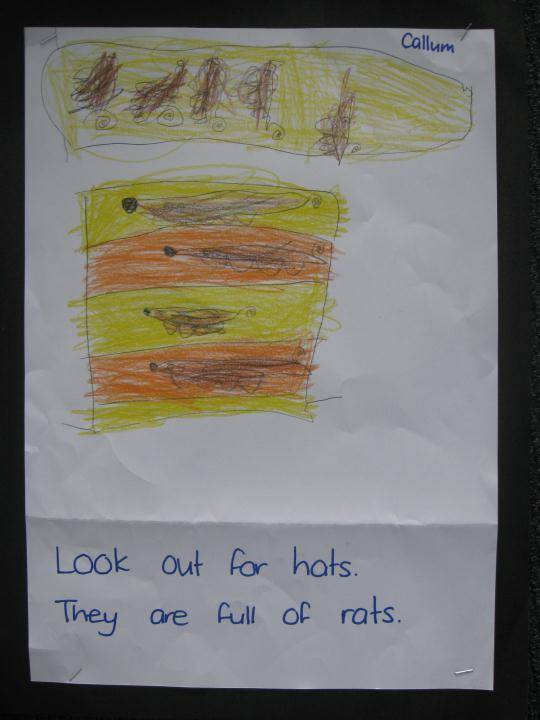 Callum
Look out for hats.
They are full of rats.